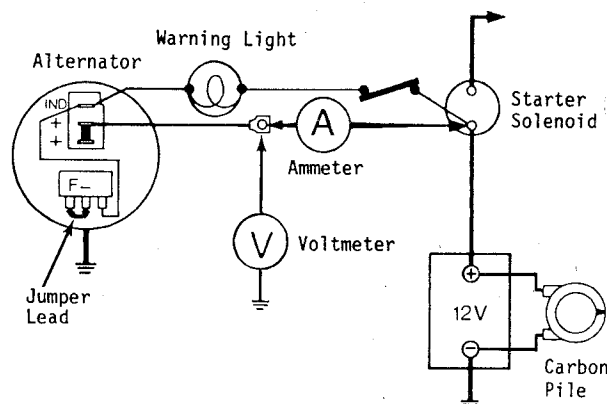 Warning Light
Alternator
IND
+
+
F-
Jumper
Lead
A
Ammeter
V
Voltmeter
Starter
Solenoid
+
12V
−
Carbon
Pile